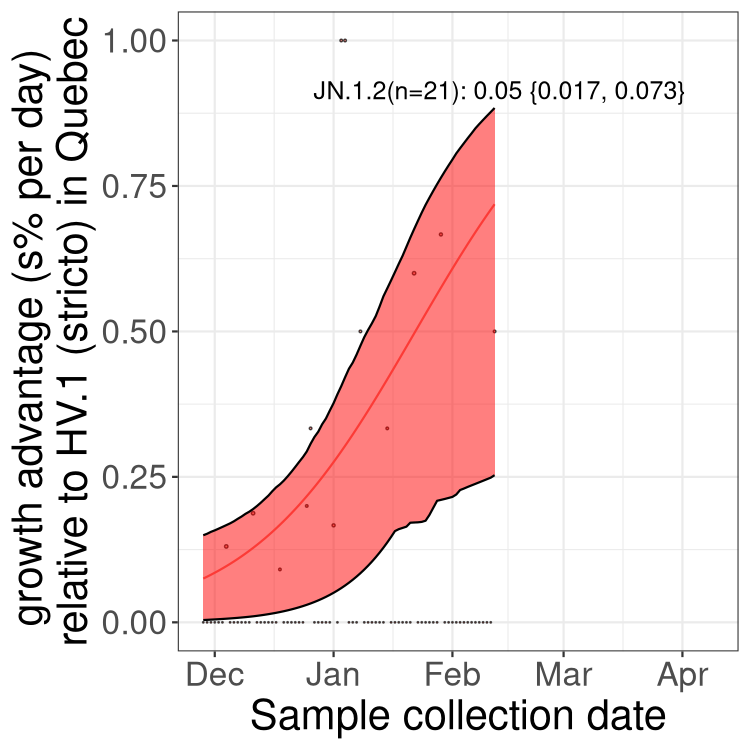 growth advantage (s% per day)
relative to HV.1 (stricto) in Quebec
1.00
0.75
0.50
0.25
0.00
JN.1.2(n=21): 0.05 {0.017, 0.073}
Dec Jan Feb Mar Apr
Sample collection date